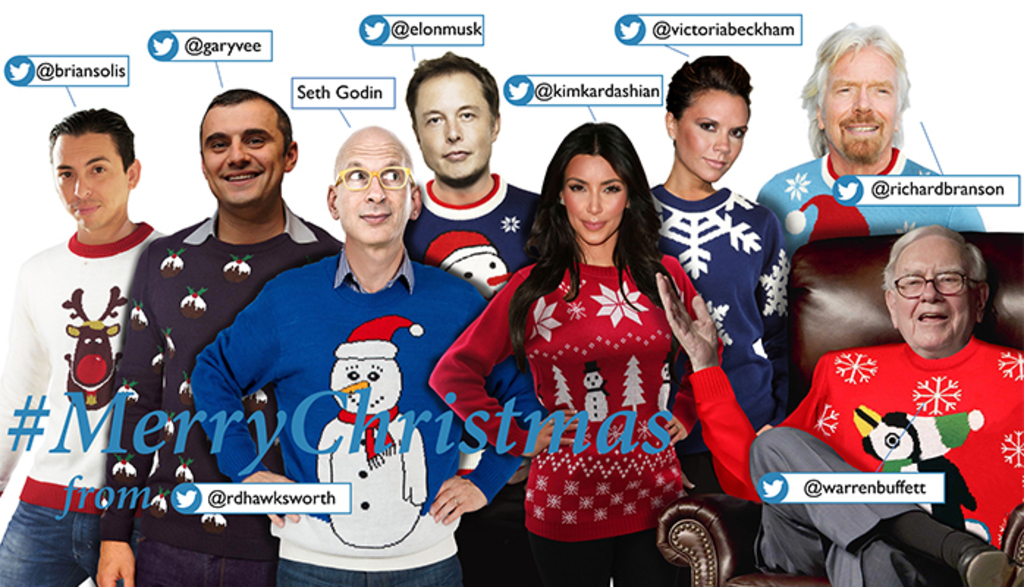 @elonmusk
@victoriabeckham
@garyvee
@briansolis
Seth Godin
@kimkardashian
@richardbranson
#MerryChristmas
from
@rdhawksworth
@warrenbuffett